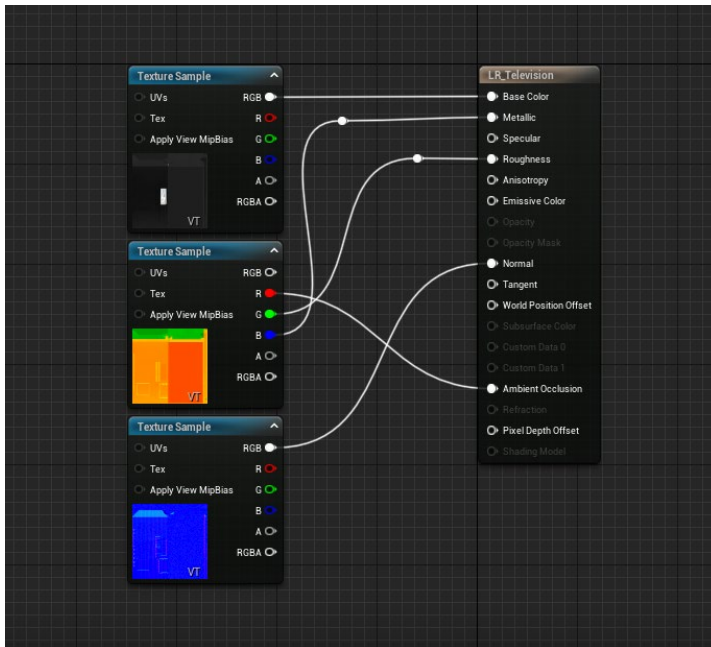 Texture Sample
UVs RGB
Tex R
Apply View MipBias G
B
A
RGBA
VT
Texture Sample
UVs RGB
Tex R
Apply View MipBias G
B
A
RGBA
VT
Texture Sample
UVs RGB
Tex R
Apply View MipBias G
B
A
RGBA
VT
LR_Television
Base Color
Metallic
Specular
Roughness
Anisotropy
Emissive Color
Opacity
Opacity Mask
Normal
Tangent
World Position Offset
Subsurface Color
Custom Data 0
Custom Data 1
Ambient Occlusion
Refraction
Pixel Depth Offset
Shading Model